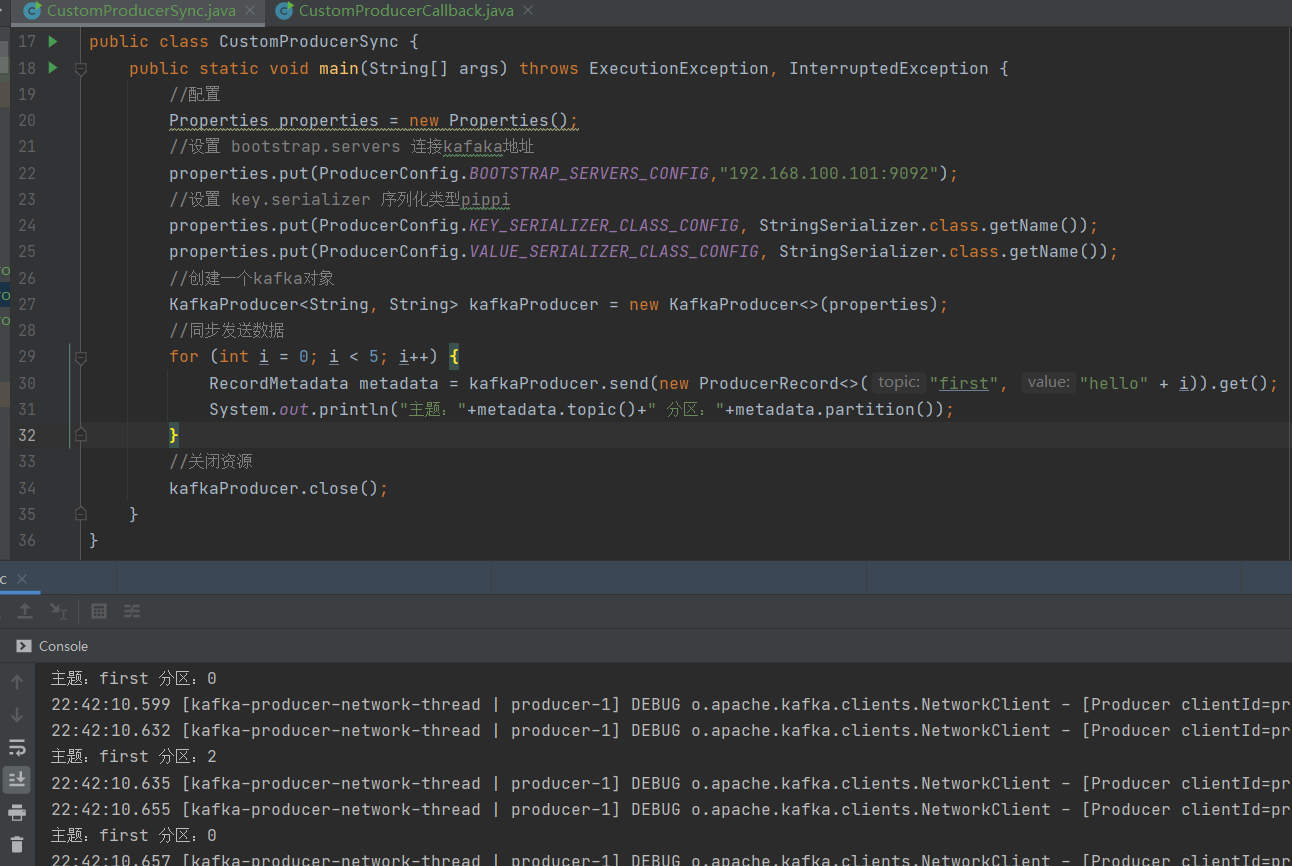 CustomProducerSync.java CustomProducerCallback.java
17 public class CustomProducerSync {
18 public static void main(String[] args) throws ExecutionException, InterruptedException {
19 //配置
20 Properties properties = new Properties();
21 //设置 bootstrap.servers 连接kafaka地址
22 properties.put(ProducerConfig.BOOTSTRAP_SERVERS_CONFIG,"192.168.100.101:9092");
23 //设置 key.serializer 序列化类型pippi
24 properties.put(ProducerConfig.KEY_SERIALIZER_CLASS_CONFIG, StringSerializer.class.getName());
25 properties.put(ProducerConfig.VALUE_SERIALIZER_CLASS_CONFIG, StringSerializer.class.getName());
26 //创建一个kafka对象
27 KafkaProducer<String, String> kafkaProducer = new KafkaProducer<>(properties);
28 //同步发送数据
29 for (int i = 0; i < 5; i++) {
30 RecordMetadata metadata = kafkaProducer.send(new ProducerRecord<>( topic: "first", value: "hello" + i)).get();
31 System.out.println("主题："+metadata.topic()+" 分区："+metadata.partition());
32 }
33 //关闭资源
34 kafkaProducer.close();
35 }
36 }
c
Console
主题：first 分区：0
22:42:10.599 [kafka-producer-network-thread | producer-1] DEBUG o.apache.kafka.clients.NetworkClient - [Producer clientId=pr
22:42:10.632 [kafka-producer-network-thread | producer-1] DEBUG o.apache.kafka.clients.NetworkClient - [Producer clientId=pr
主题：first 分区：2
22:42:10.635 [kafka-producer-network-thread | producer-1] DEBUG o.apache.kafka.clients.NetworkClient - [Producer clientId=pr
22:42:10.655 [kafka-producer-network-thread | producer-1] DEBUG o.apache.kafka.clients.NetworkClient - [Producer clientId=pr
主题：first 分区：0
22:42:10.657 [kafka-producer-network-thread | producer-1] DEBUG o.apache.kafka.clients.NetworkClient - [Producer clientId=pr